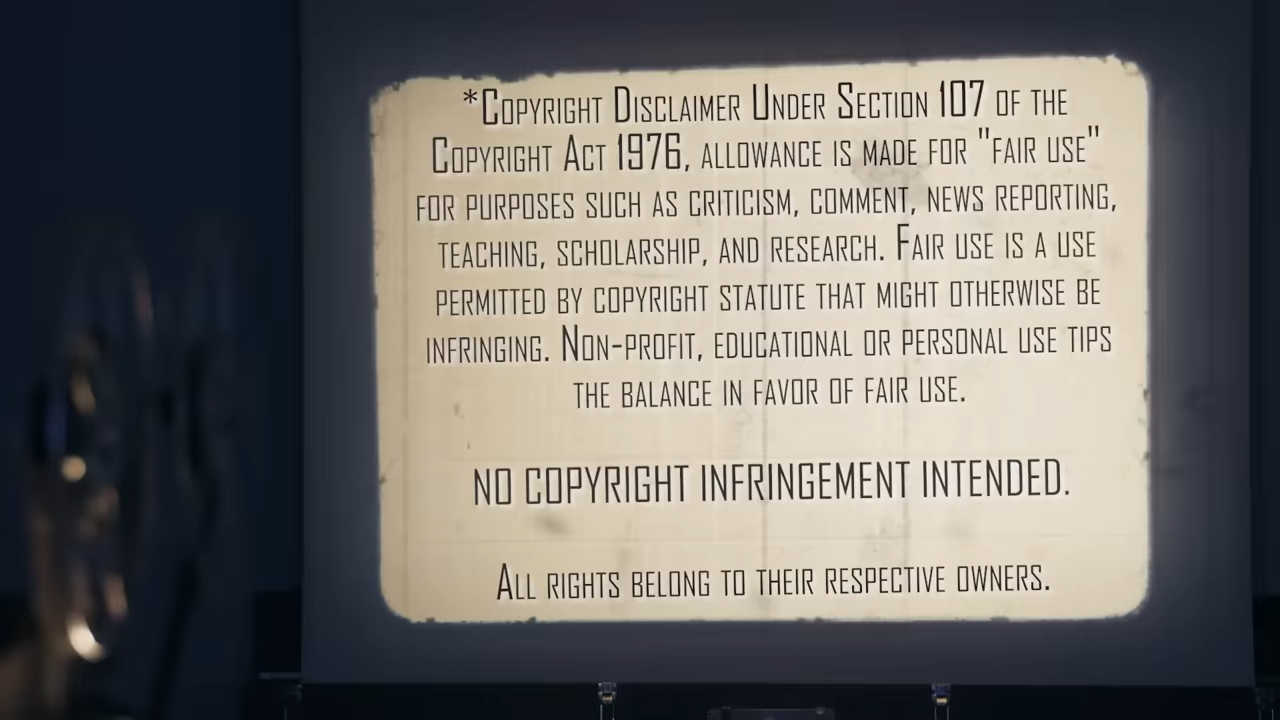 *Copyright Disclaimer Under Section 107 of the
Copyright Act 1976, allowance is made for "fair use"
for purposes such as criticism, comment, news reporting,
teaching, scholarship, and research. Fair use is a use
permitted by copyright statute that might otherwise be
infringing. Non-profit, educational or personal use tips
the balance in favor of fair use.
NO COPYRIGHT INFRINGEMENT INTENDED.
All rights belong to their respective owners.